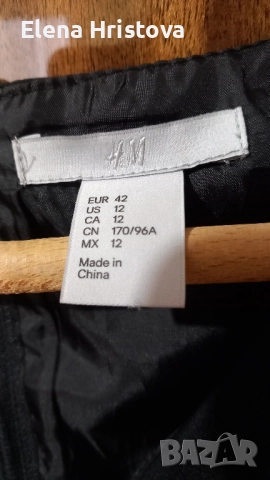 Elena Hristova
H&M
EUR 42
US 12
CA 12
CN 170/96A
MX 12
Made in
China
BAZAR